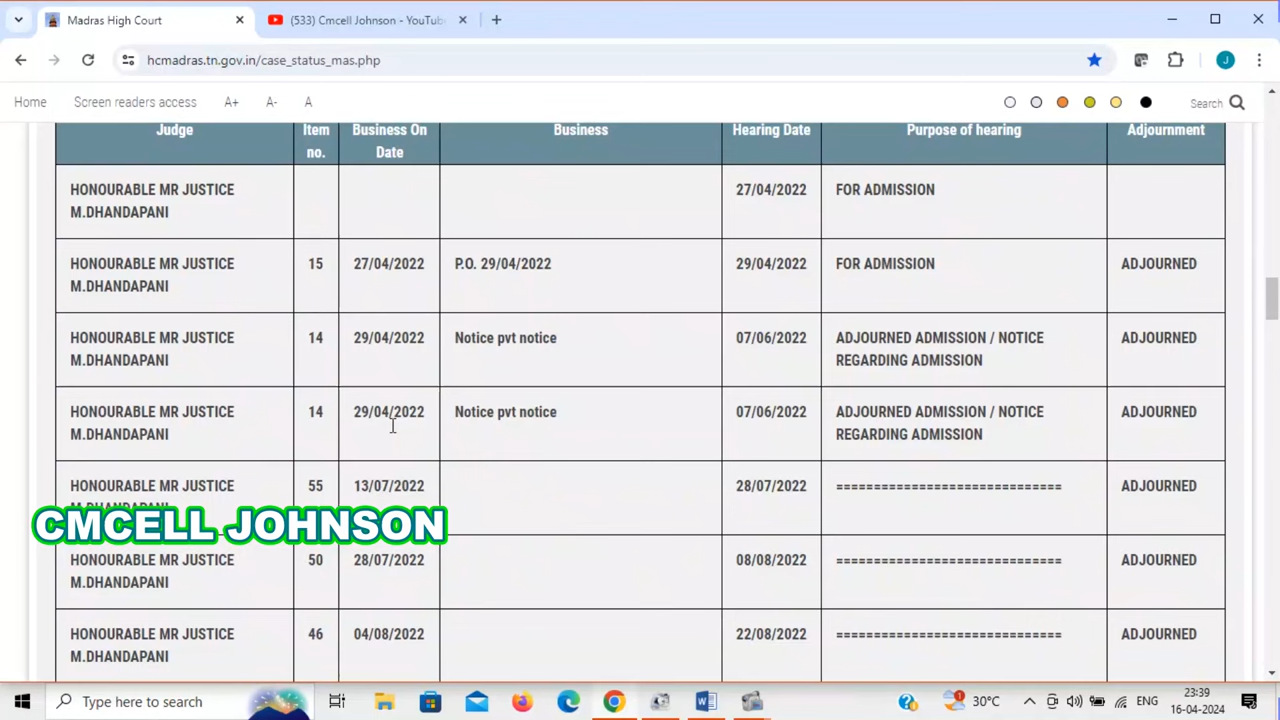 Madras High Court
(533) Cmcell Johnson - YouTub
hcmadras.tn.gov.in/case_status_mas.php
J
Home Screen readers access A+ A- A Search
Judge Item no. Business On Date Business Hearing Date Purpose of hearing Adjournment
HONOURABLE MR JUSTICE 27/04/2022 FOR ADMISSION
M.DHANDAPANI
HONOURABLE MR JUSTICE 15 27/04/2022 P.O. 29/04/2022 29/04/2022 FOR ADMISSION ADJOURNED
M.DHANDAPANI
HONOURABLE MR JUSTICE 14 29/04/2022 Notice pvt notice 07/06/2022 ADJOURNED ADMISSION / NOTICE ADJOURNED
M.DHANDAPANI REGARDING ADMISSION
HONOURABLE MR JUSTICE 14 29/04/2022 Notice pvt notice 07/06/2022 ADJOURNED ADMISSION / NOTICE ADJOURNED
M.DHANDAPANI REGARDING ADMISSION
HONOURABLE MR JUSTICE 55 13/07/2022 28/07/2022 ============================= ADJOURNED
CMCELL JOHNSON
HONOURABLE MR JUSTICE 50 28/07/2022 08/08/2022 ============================= ADJOURNED
M.DHANDAPANI
HONOURABLE MR JUSTICE 46 04/08/2022 22/08/2022 ============================= ADJOURNED
M.DHANDAPANI
Type here to search 1 30°C ENG 23:39
16-04-2024